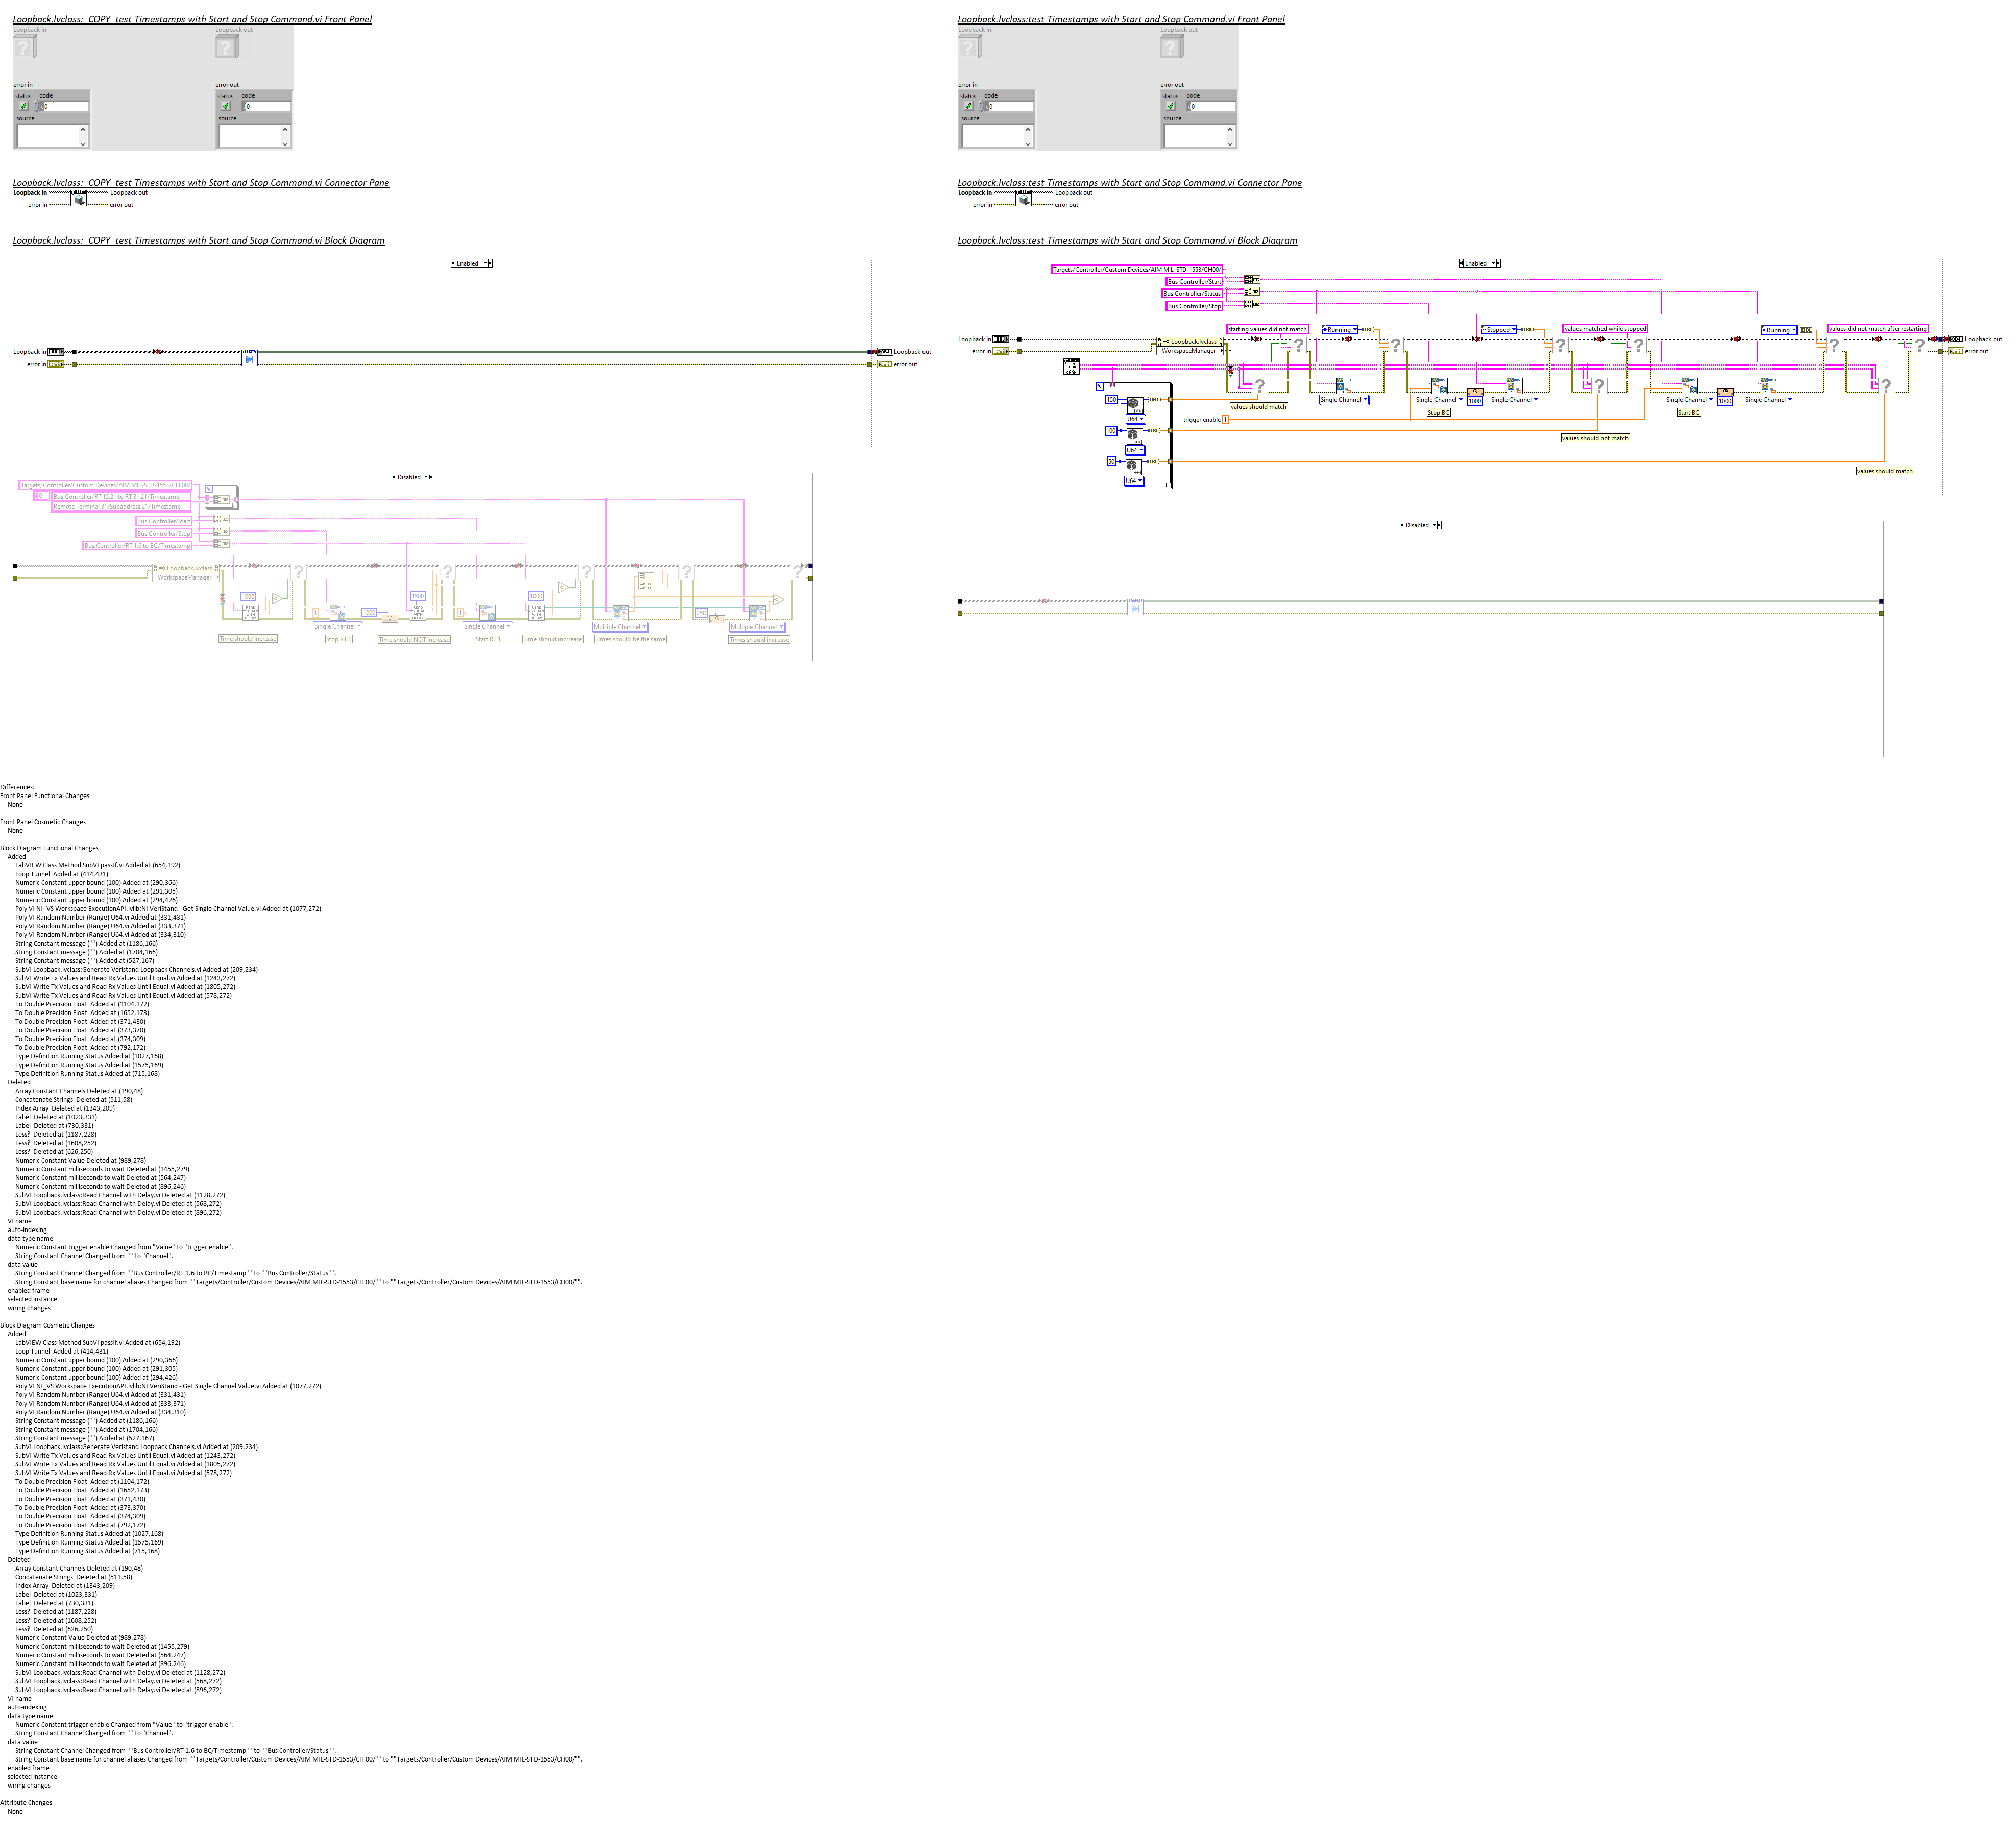 Loopback.lvclass:_COPY_test Timestamps with Start and Stop Command.vi Front Panel
Loopback in
Loopback out
error in
error out
status code
0
source
status code
0
source
Loopback.lvclass:_COPY_test Timestamps with Start and Stop Command.vi Connector Pane
Loopback in
Loopback out
error in
error out
Loopback.lvclass:_COPY_test Timestamps with Start and Stop Command.vi Block Diagram
Enabled
Loopback in
Loopback out
error in
error out
Disabled
Targets/Controller/Custom Devices/AIM MIL-STD-1553/CH 00/
0
Bus Controller/RT 15,21 to RT 31,21/Timestamp
Remote Terminal 31/Subaddress 21/Timestamp
N
Bus Controller/Start
Bus Controller/Stop
Bus Controller/RT 1.6 to BC/Timestamp
Loopback.lvclass
WorkspaceManager
1000
1500
1000
1
1000
1
250
READ WITH DELAY
READ WITH DELAY
READ WITH DELAY
Single Channel
Single Channel
Multiple Channel
Multiple Channel
Time should increase
Stop RT 1
Time should NOT increase
Start RT 1
Time should increase
Times should be the same
Times should increase
Loopback.lvclass:test Timestamps with Start and Stop Command.vi Front Panel
Loopback in
Loopback out
error in
error out
status code
0
source
status code
0
source
Loopback.lvclass:test Timestamps with Start and Stop Command.vi Connector Pane
Loopback in
Loopback out
error in
error out
Loopback.lvclass:test Timestamps with Start and Stop Command.vi Block Diagram
Enabled
Targets/Controller/Custom Devices/AIM MIL-STD-1553/CH00/
Bus Controller/Start
Bus Controller/Status
Bus Controller/Stop
starting values did not match
Running
DBL
Stopped
DBL
values matched while stopped
Running
DBL
values did not match after restarting
Loopback in
Loopback out
error in
error out
Loopback.lvclass
WorkspaceManager
N
150
DBL
U64
100
DBL
U64
50
DBL
U64
values should match
trigger enable
1
Single Channel
Single Channel
1000
Single Channel
Stop BC
values should not match
Single Channel
1000
Single Channel
Start BC
values should match
Disabled
Differences:
Front Panel Functional Changes
None
Front Panel Cosmetic Changes
None
Block Diagram Functional Changes
Added
LabVIEW Class Method SubVI passIf.vi Added at (654,192)
Loop Tunnel  Added at (414,431)
Numeric Constant upper bound (100) Added at (290,366)
Numeric Constant upper bound (100) Added at (291,305)
Numeric Constant upper bound (100) Added at (294,426)
Poly VI NI_VS Workspace ExecutionAPI.lvlib:NI VeriStand - Get Single Channel Value.vi Added at (1077,272)
Poly VI Random Number (Range) U64.vi Added at (331,431)
Poly VI Random Number (Range) U64.vi Added at (333,371)
Poly VI Random Number (Range) U64.vi Added at (334,310)
String Constant message ("") Added at (1186,166)
String Constant message ("") Added at (1704,166)
String Constant message ("") Added at (527,167)
SubVI Loopback.lvclass:Generate Veristand Loopback Channels.vi Added at (209,234)
SubVI Write Tx Values and Read Rx Values Until Equal.vi Added at (1243,272)
SubVI Write Tx Values and Read Rx Values Until Equal.vi Added at (1805,272)
SubVI Write Tx Values and Read Rx Values Until Equal.vi Added at (578,272)
To Double Precision Float  Added at (1104,172)
To Double Precision Float  Added at (1652,173)
To Double Precision Float  Added at (371,430)
To Double Precision Float  Added at (373,370)
To Double Precision Float  Added at (374,309)
To Double Precision Float  Added at (792,172)
Type Definition Running Status Added at (1027,168)
Type Definition Running Status Added at (1575,169)
Type Definition Running Status Added at (715,168)
Deleted
Array Constant Channels Deleted at (190,48)
Concatenate Strings  Deleted at (511,58)
Index Array  Deleted at (1343,209)
Label  Deleted at (1023,331)
Label  Deleted at (730,331)
Less?  Deleted at (1187,228)
Less?  Deleted at (1608,252)
Less?  Deleted at (626,250)
Numeric Constant Value Deleted at (989,278)
Numeric Constant milliseconds to wait Deleted at (1455,279)
Numeric Constant milliseconds to wait Deleted at (564,247)
Numeric Constant milliseconds to wait Deleted at (896,246)
SubVI Loopback.lvclass:Read Channel with Delay.vi Deleted at (1128,272)
SubVI Loopback.lvclass:Read Channel with Delay.vi Deleted at (568,272)
SubVI Loopback.lvclass:Read Channel with Delay.vi Deleted at (896,272)
VI name
auto-indexing
data type name
Numeric Constant trigger enable Changed from "Value" to "trigger enable".
String Constant Channel Changed from "" to "Channel".
data value
String Constant Channel Changed from ""Bus Controller/RT 1.6 to BC/Timestamp"" to ""Bus Controller/Status"".
String Constant base name for channel aliases Changed from ""Targets/Controller/Custom Devices/AIM MIL-STD-1553/CH 00/"" to ""Targets/Controller/Custom Devices/AIM MIL-STD-1553/CH00/"".
enabled frame
selected instance
wiring changes
Block Diagram Cosmetic Changes
Added
LabVIEW Class Method SubVI passIf.vi Added at (654,192)
Loop Tunnel  Added at (414,431)
Numeric Constant upper bound (100) Added at (290,366)
Numeric Constant upper bound (100) Added at (291,305)
Numeric Constant upper bound (100) Added at (294,426)
Poly VI NI_VS Workspace ExecutionAPI.lvlib:NI VeriStand - Get Single Channel Value.vi Added at (1077,272)
Poly VI Random Number (Range) U64.vi Added at (331,431)
Poly VI Random Number (Range) U64.vi Added at (333,371)
Poly VI Random Number (Range) U64.vi Added at (334,310)
String Constant message ("") Added at (1186,166)
String Constant message ("") Added at (1704,166)
String Constant message ("") Added at (527,167)
SubVI Loopback.lvclass:Generate Veristand Loopback Channels.vi Added at (209,234)
SubVI Write Tx Values and Read Rx Values Until Equal.vi Added at (1243,272)
SubVI Write Tx Values and Read Rx Values Until Equal.vi Added at (1805,272)
SubVI Write Tx Values and Read Rx Values Until Equal.vi Added at (578,272)
To Double Precision Float  Added at (1104,172)
To Double Precision Float  Added at (1652,173)
To Double Precision Float  Added at (371,430)
To Double Precision Float  Added at (373,370)
To Double Precision Float  Added at (374,309)
To Double Precision Float  Added at (792,172)
Type Definition Running Status Added at (1027,168)
Type Definition Running Status Added at (1575,169)
Type Definition Running Status Added at (715,168)
Deleted
Array Constant Channels Deleted at (190,48)
Concatenate Strings  Deleted at (511,58)
Index Array  Deleted at (1343,209)
Label  Deleted at (1023,331)
Label  Deleted at (730,331)
Less?  Deleted at (1187,228)
Less?  Deleted at (1608,252)
Less?  Deleted at (626,250)
Numeric Constant Value Deleted at (989,278)
Numeric Constant milliseconds to wait Deleted at (1455,279)
Numeric Constant milliseconds to wait Deleted at (564,247)
Numeric Constant milliseconds to wait Deleted at (896,246)
SubVI Loopback.lvclass:Read Channel with Delay.vi Deleted at (1128,272)
SubVI Loopback.lvclass:Read Channel with Delay.vi Deleted at (568,272)
SubVI Loopback.lvclass:Read Channel with Delay.vi Deleted at (896,272)
VI name
auto-indexing
data type name
Numeric Constant trigger enable Changed from "Value" to "trigger enable".
String Constant Channel Changed from "" to "Channel".
data value
String Constant Channel Changed from ""Bus Controller/RT 1.6 to BC/Timestamp"" to ""Bus Controller/Status"".
String Constant base name for channel aliases Changed from ""Targets/Controller/Custom Devices/AIM MIL-STD-1553/CH 00/"" to ""Targets/Controller/Custom Devices/AIM MIL-STD-1553/CH00/"".
enabled frame
selected instance
wiring changes
Attribute Changes
None